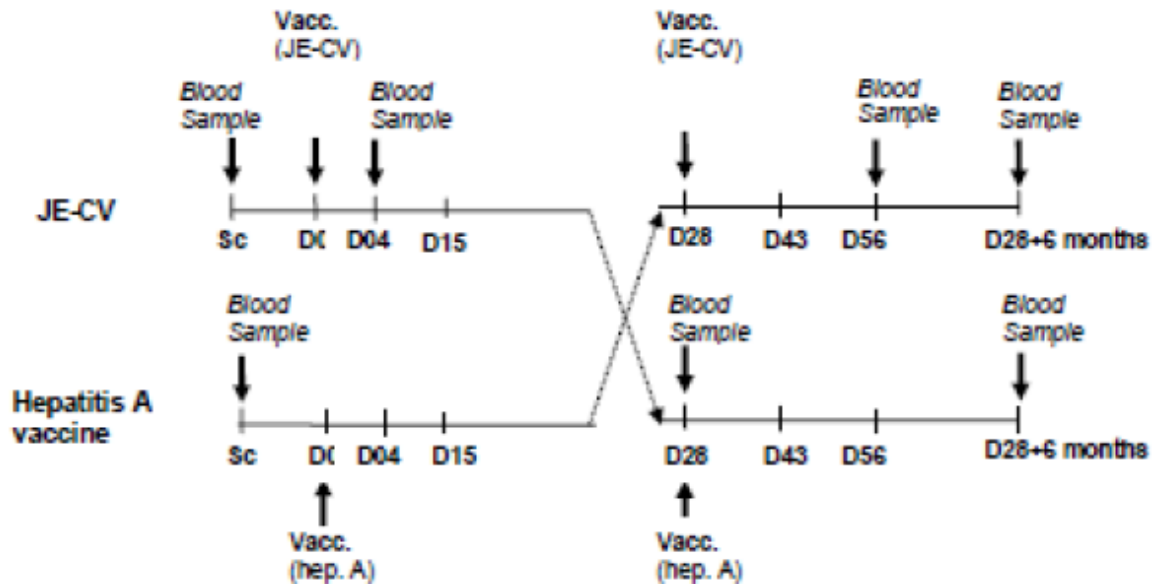 Vacc.
(JE-CV)
Vacc.
(JE-CV)
Blood
Sample
Blood
Sample
Blood
Sample
Blood
Sample
JE-CV
Sc D0 D04 D15
D28 D43 D56 D28+6 months
Blood
Sample
Blood
Sample
Blood
Sample
Hepatitis A
vaccine
Sc D0 D04 D15
D28 D43 D56 D28+6 months
Vacc.
(hep. A)
Vacc.
(hep. A)